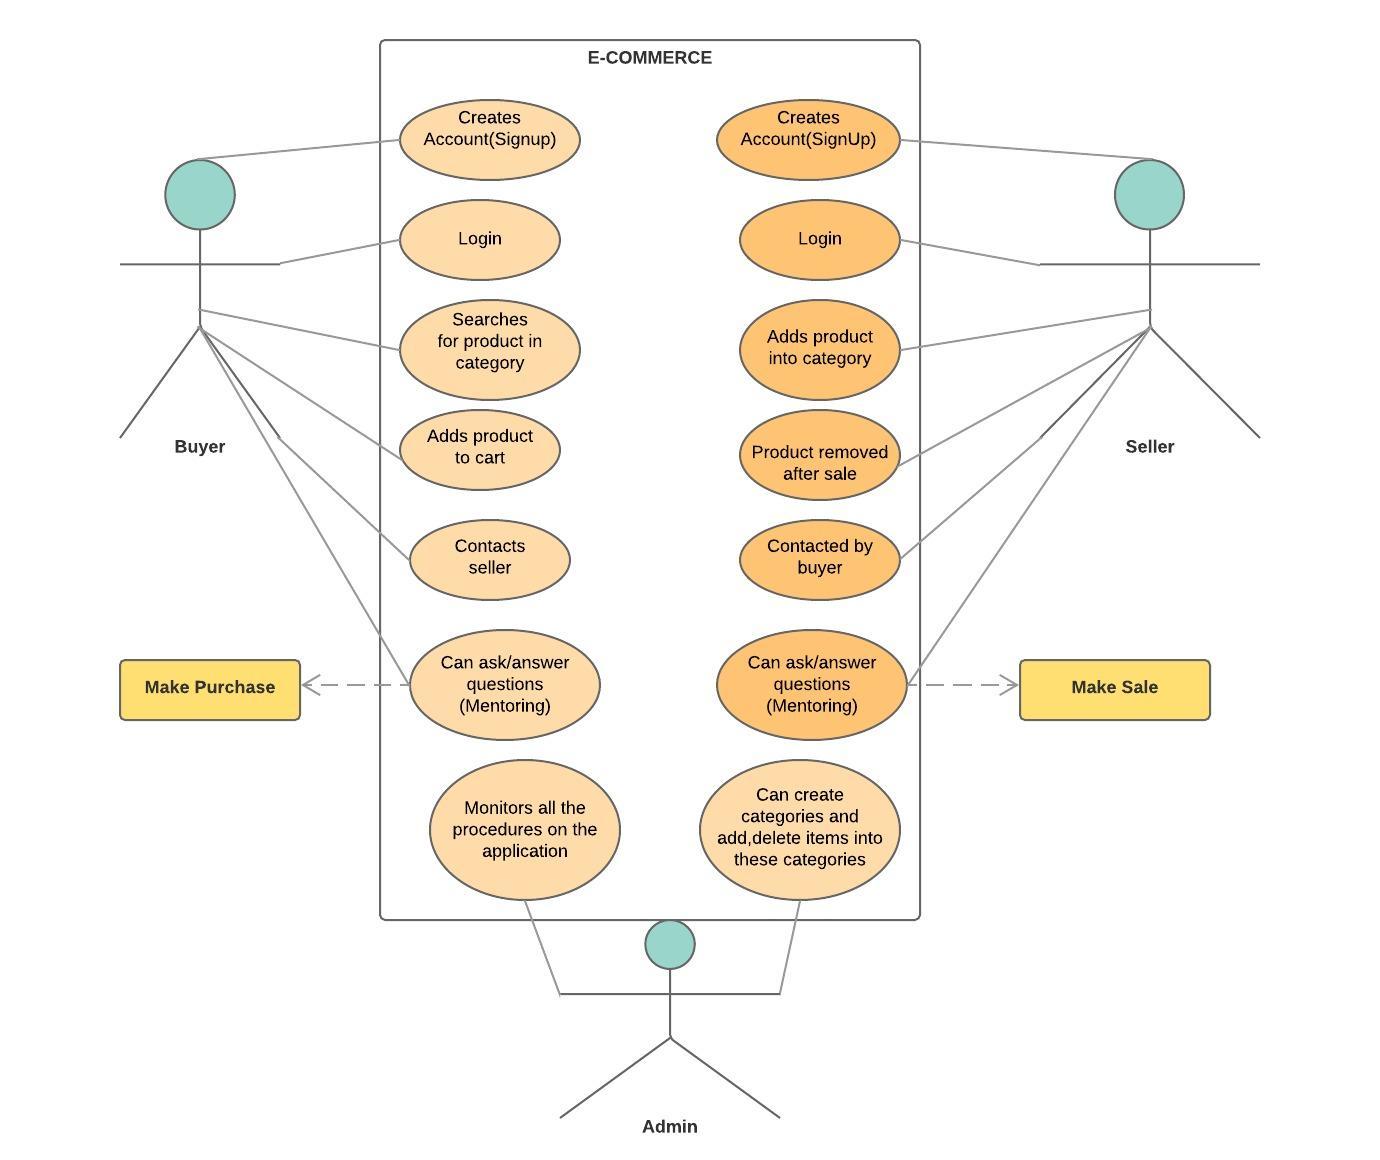 E-COMMERCE
Creates
Account(Signup)
Creates
Account(SignUp)
Login
Login
Searches
for product in
category
Adds product
into category
Buyer
Adds product
to cart
Product removed
after sale
Seller
Contacts
seller
Contacted by
buyer
Make Purchase
Can ask/answer
questions
(Mentoring)
Can ask/answer
questions
(Mentoring)
Make Sale
Monitors all the
procedures on the
application
Can create
categories and
add,delete items into
these categories
Admin